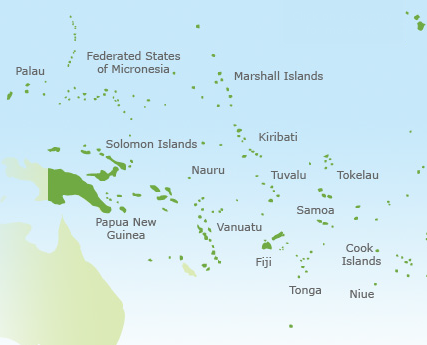 Federated States
of Micronesia
Palau
Marshall Islands
Kiribati
Solomon Islands
Nauru
Tuvalu
Tokelau
Samoa
Papua New
Guinea
Vanuatu
Cook
Islands
Fiji
Tonga
Niue